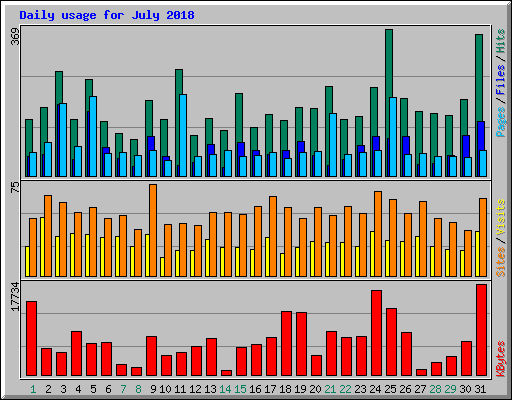 Daily usage for July 2018
369
75
17734
Pages / Files / Hits
Sites / Visits
KBytes
1 2 3 4 5 6 7 8 9 10 11 12 13 14 15 16 17 18 19 20 21 22 23 24 25 26 27 28 29 30 31